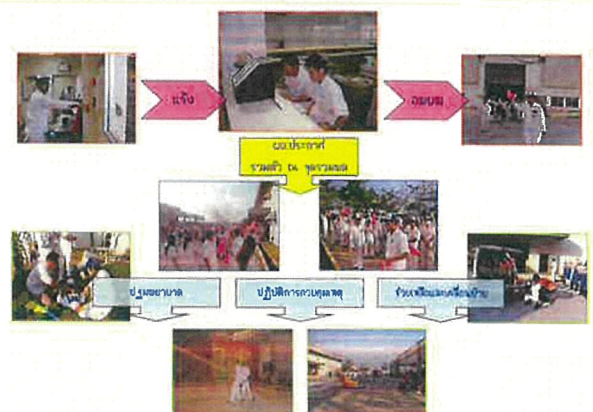 แจ้ง
อพยพ
ผอ.ประกาศ
รวมตัว ณ จุดรวมพล
ปฐมพยาบาล
ปฏิบัติการควบคุมเหตุ
ช่วยเหลือและเคลื่อนย้าย